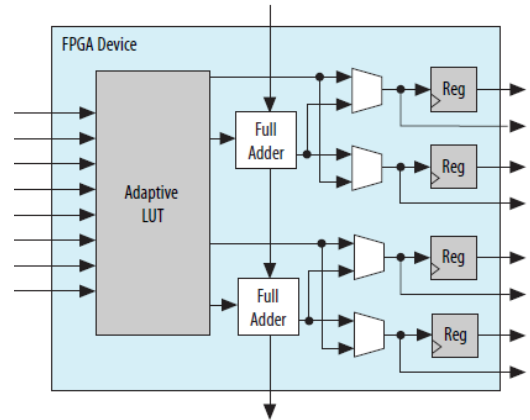 FPGA Device
Adaptive
LUT
Full
Adder
Full
Adder
Reg
Reg
Reg
Reg